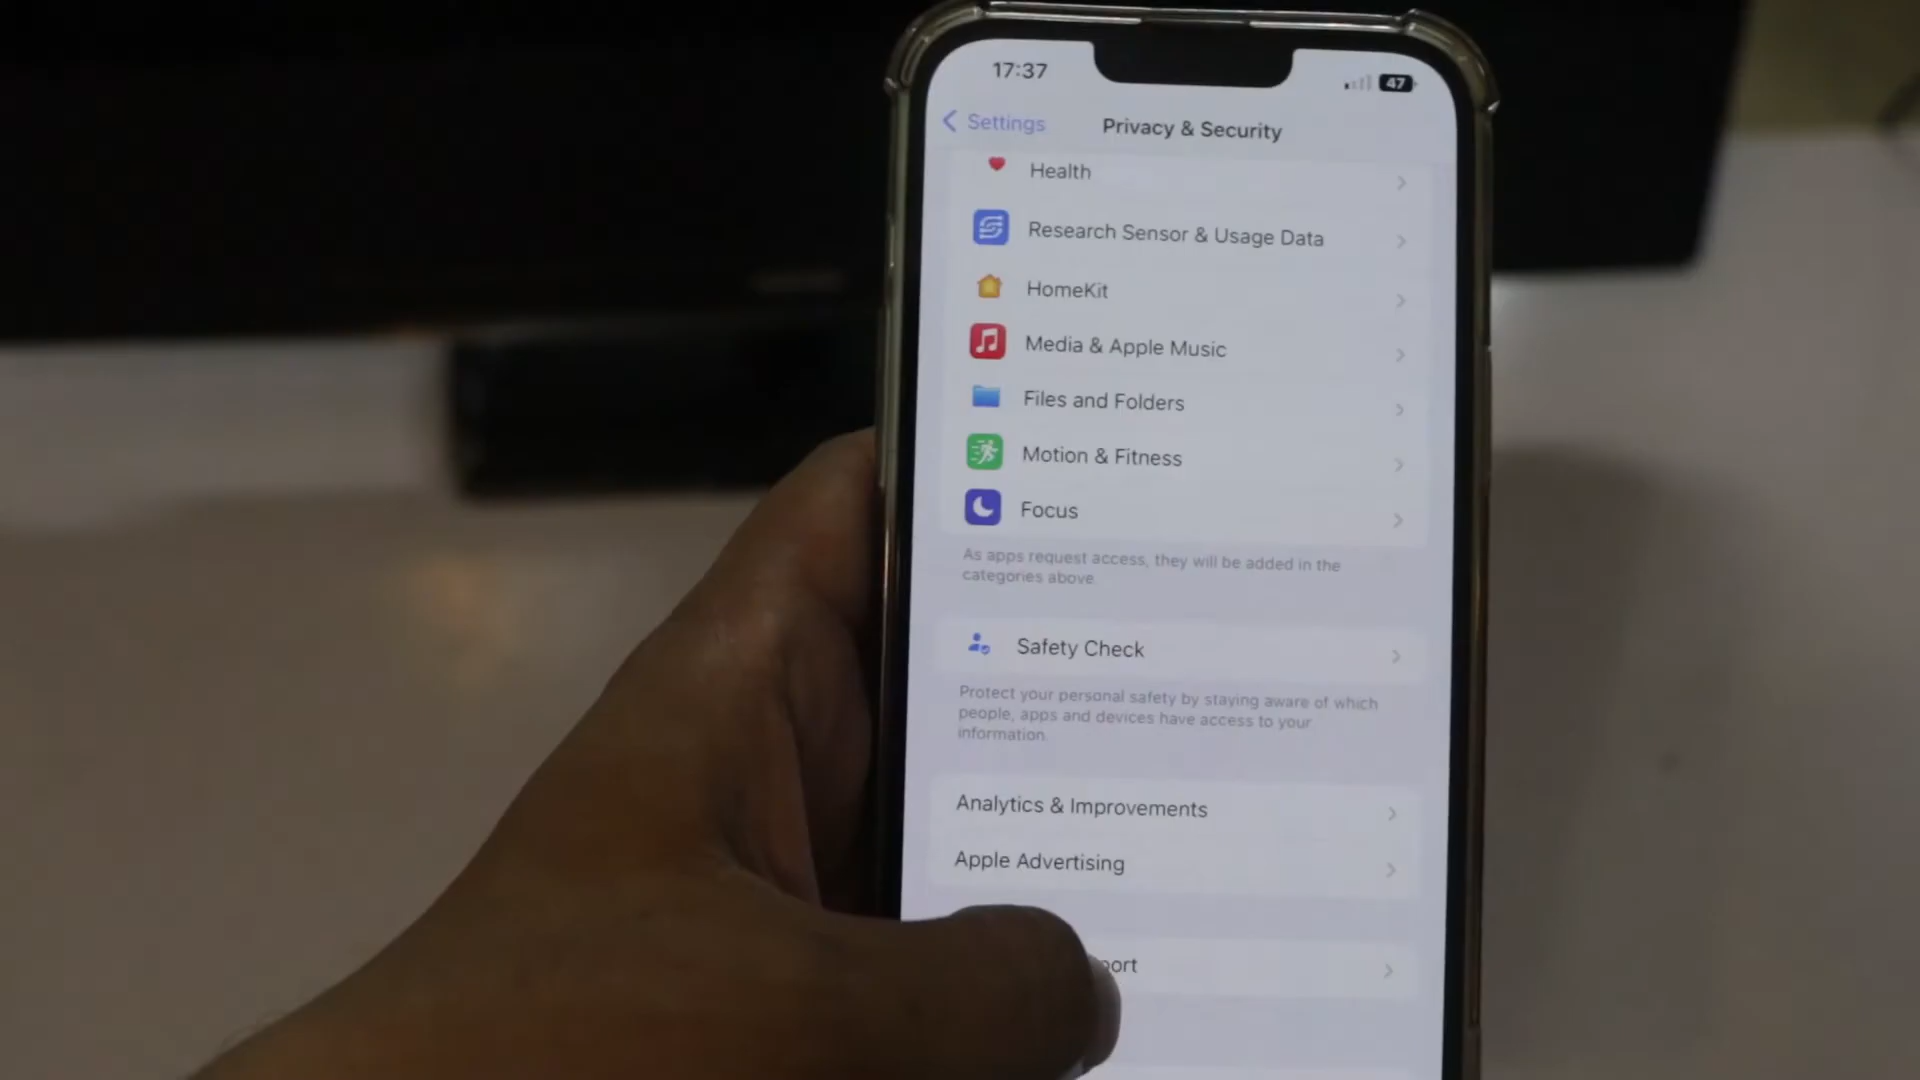 17:37
47
Settings
Privacy & Security
Health
Research Sensor & Usage Data
HomeKit
Media & Apple Music
Files and Folders
Motion & Fitness
Focus
As apps request access, they will be added in the
categories above.
Safety Check
Protect your personal safety by staying aware of which
people, apps and devices have access to your
information.
Analytics & Improvements
Apple Advertising
port